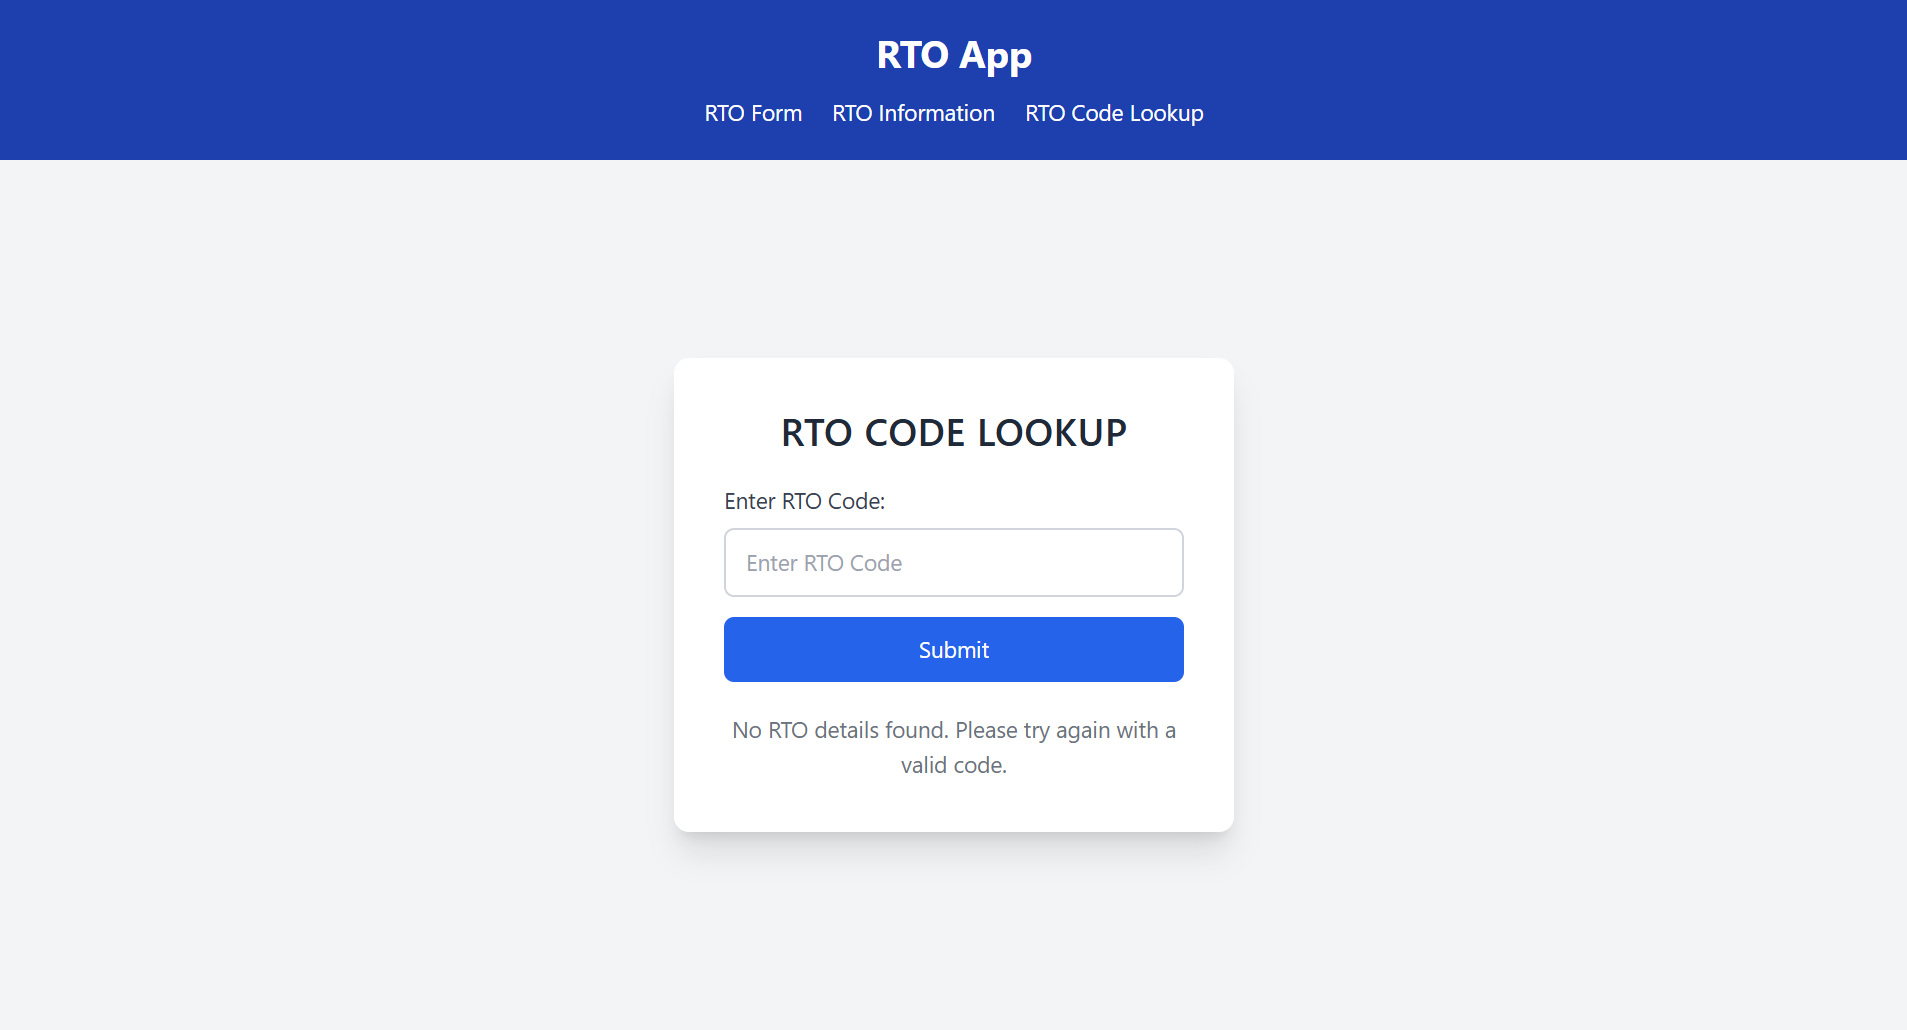 RTO App
RTO Form RTO Information RTO Code Lookup
RTO CODE LOOKUP
Enter RTO Code:
Enter RTO Code
Submit
No RTO details found. Please try again with a
valid code.